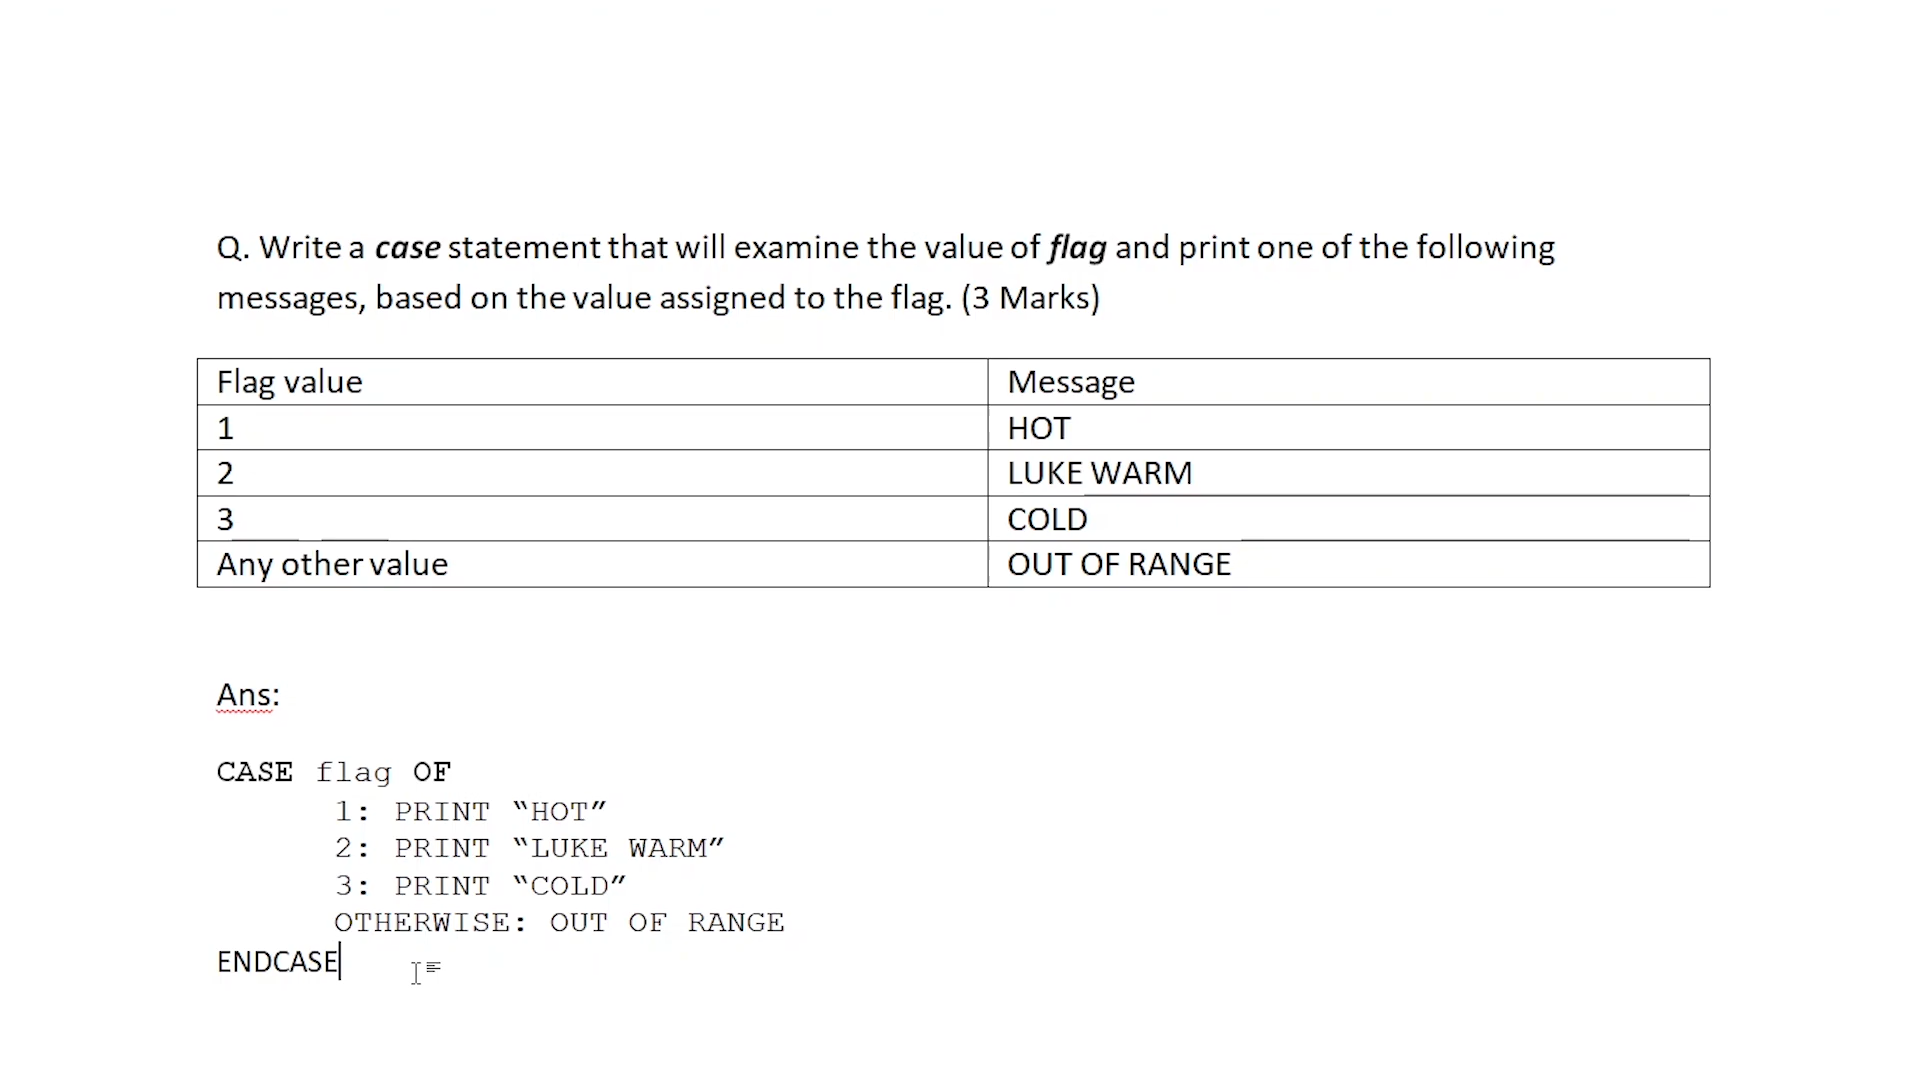 Q. Write a case statement that will examine the value of flag and print one of the following
messages, based on the value assigned to the flag. (3 Marks)
Flag value Message
1 HOT
2 LUKE WARM
3 COLD
Any other value OUT OF RANGE
Ans:
CASE flag OF
1: PRINT “HOT”
2: PRINT “LUKE WARM”
3: PRINT “COLD”
OTHERWISE: OUT OF RANGE
ENDCASE